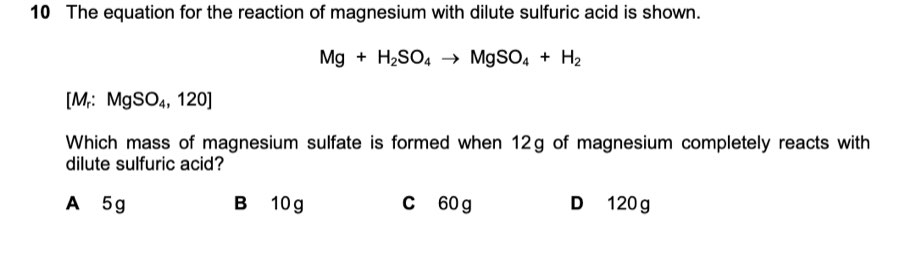 10 The equation for the reaction of magnesium with dilute sulfuric acid is shown.
Mg + H₂SO₄ → MgSO₄ + H₂
[Mᵣ: MgSO₄, 120]
Which mass of magnesium sulfate is formed when 12 g of magnesium completely reacts with
dilute sulfuric acid?
A 5 g B 10 g C 60 g D 120 g